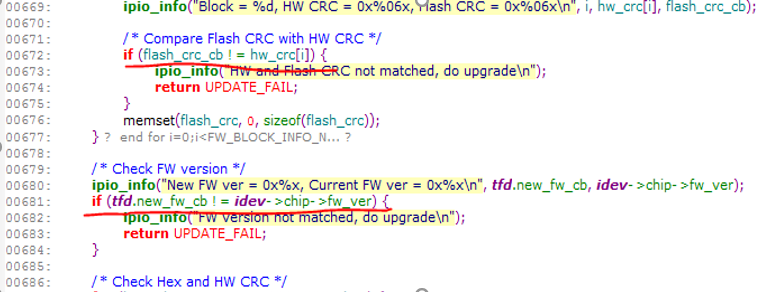 00669: ipio_info("Block = %d, HW CRC = 0x%06x, Flash CRC = 0x%06x\n", i, hw_crc[i], flash_crc_cb);
00670:
00671: /* Compare Flash CRC with HW CRC */
00672: if (flash_crc_cb != hw_crc[i]) {
00673: ipio_info("HW and Flash CRC not matched, do upgrade\n");
00674: return UPDATE_FAIL;
00675: }
00676: memset(flash_crc, 0, sizeof(flash_crc));
00677: } ? end for i=0;i<FW_BLOCK_INFO_N... ?
00678:
00679: /* Check FW version */
00680: ipio_info("New FW ver = 0x%x, Current FW ver = 0x%x\n", tfd.new_fw_cb, idev->chip->fw_ver);
00681: if (tfd.new_fw_cb != idev->chip->fw_ver) {
00682: ipio_info("FW version not matched, do upgrade\n");
00683: return UPDATE_FAIL;
00684: }
00685:
00686: /* Check Hex and HW CRC */